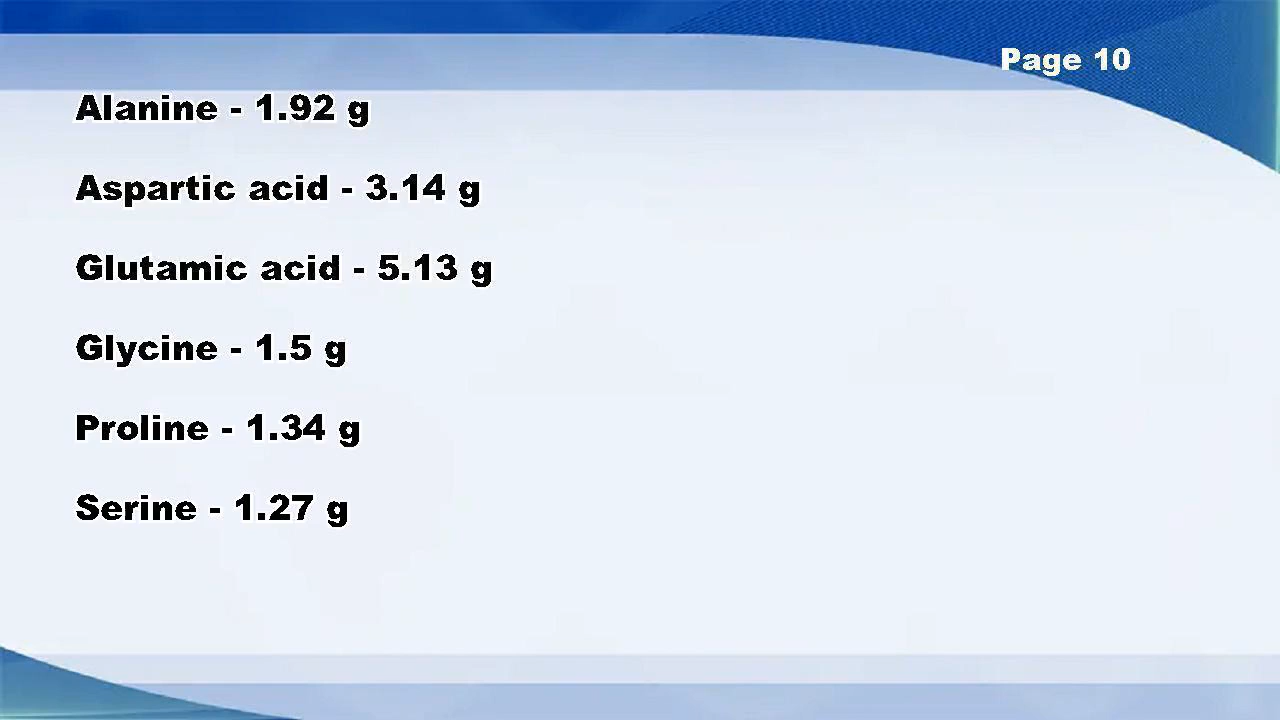 Page 10
Alanine - 1.92 g
Aspartic acid - 3.14 g
Glutamic acid - 5.13 g
Glycine - 1.5 g
Proline - 1.34 g
Serine - 1.27 g